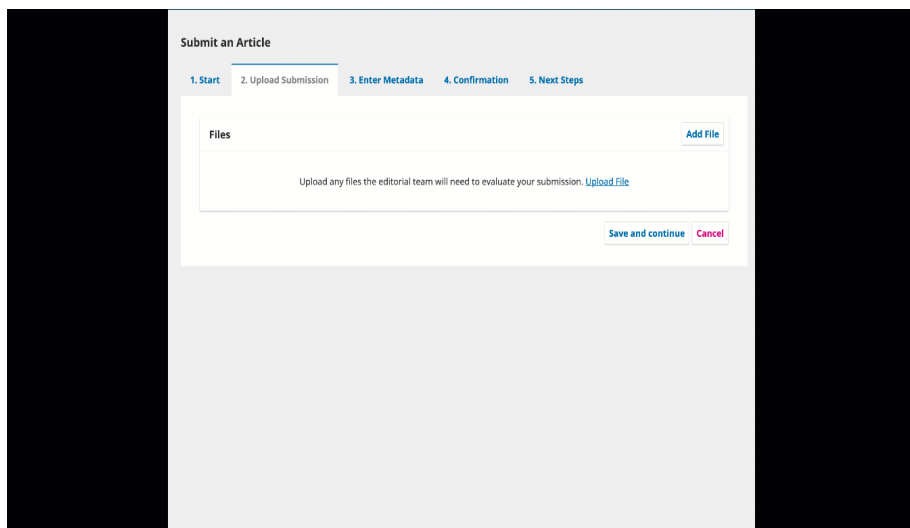 Submit an Article
1. Start 2. Upload Submission 3. Enter Metadata 4. Confirmation 5. Next Steps
Files Add File
Upload any files the editorial team will need to evaluate your submission. Upload File
Save and continue Cancel